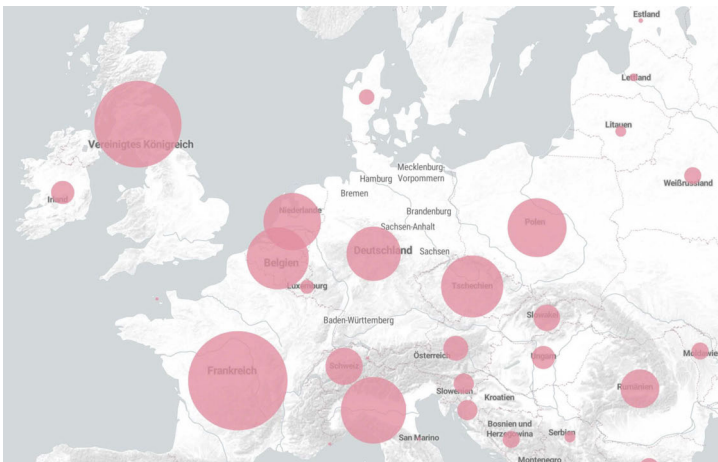 Estland
Lettland
Litauen
Vereinigtes Königreich
Mecklenburg-
Vorpommern
Hamburg
Weißrussland
Bremen
Irland
Niederlande
Brandenburg
Polen
Sachsen-Anhalt
Deutschland
Sachsen
Belgien
Luxemburg
Tschechien
Slowakei
Baden-Württemberg
Österreich
Ungarn
Moldawien
Schweiz
Frankreich
Rumänien
Slowenien
Kroatien
Bosnien und
Herzegowina
Serbien
San Marino
Montenegro